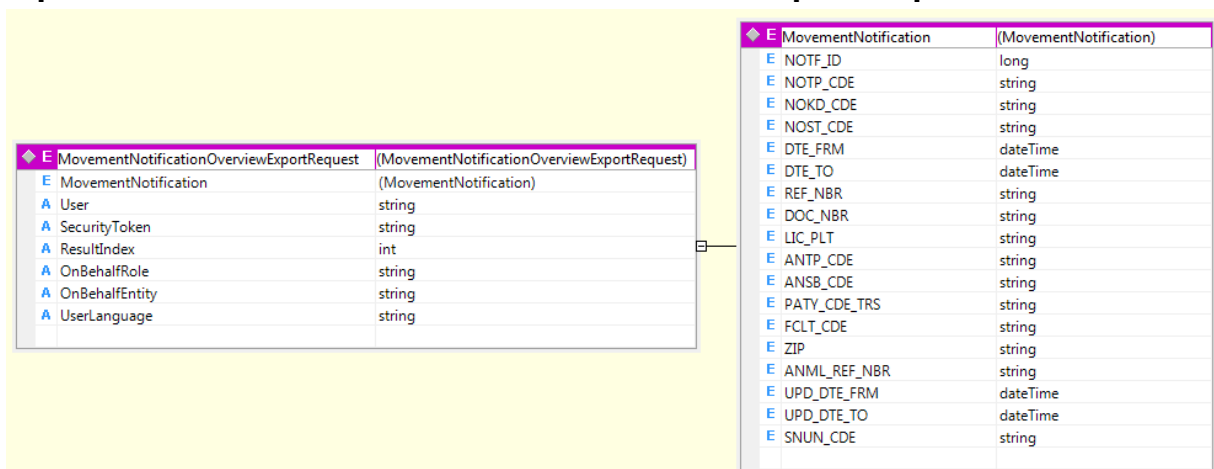 E MovementNotificationOverviewExportRequest (MovementNotificationOverviewExportRequest)
E MovementNotification (MovementNotification)
A User string
A SecurityToken string
A ResultIndex int
A OnBehalfRole string
A OnBehalfEntity string
A UserLanguage string
E MovementNotification (MovementNotification)
E NOTF_ID long
E NOTP_CDE string
E NOKD_CDE string
E NOST_CDE string
E DTE_FRM dateTime
E DTE_TO dateTime
E REF_NBR string
E DOC_NBR string
E LIC_PLT string
E ANTP_CDE string
E ANSB_CDE string
E PATY_CDE_TRS string
E FCLT_CDE string
E ZIP string
E ANML_REF_NBR string
E UPD_DTE_FRM dateTime
E UPD_DTE_TO dateTime
E SNUN_CDE string